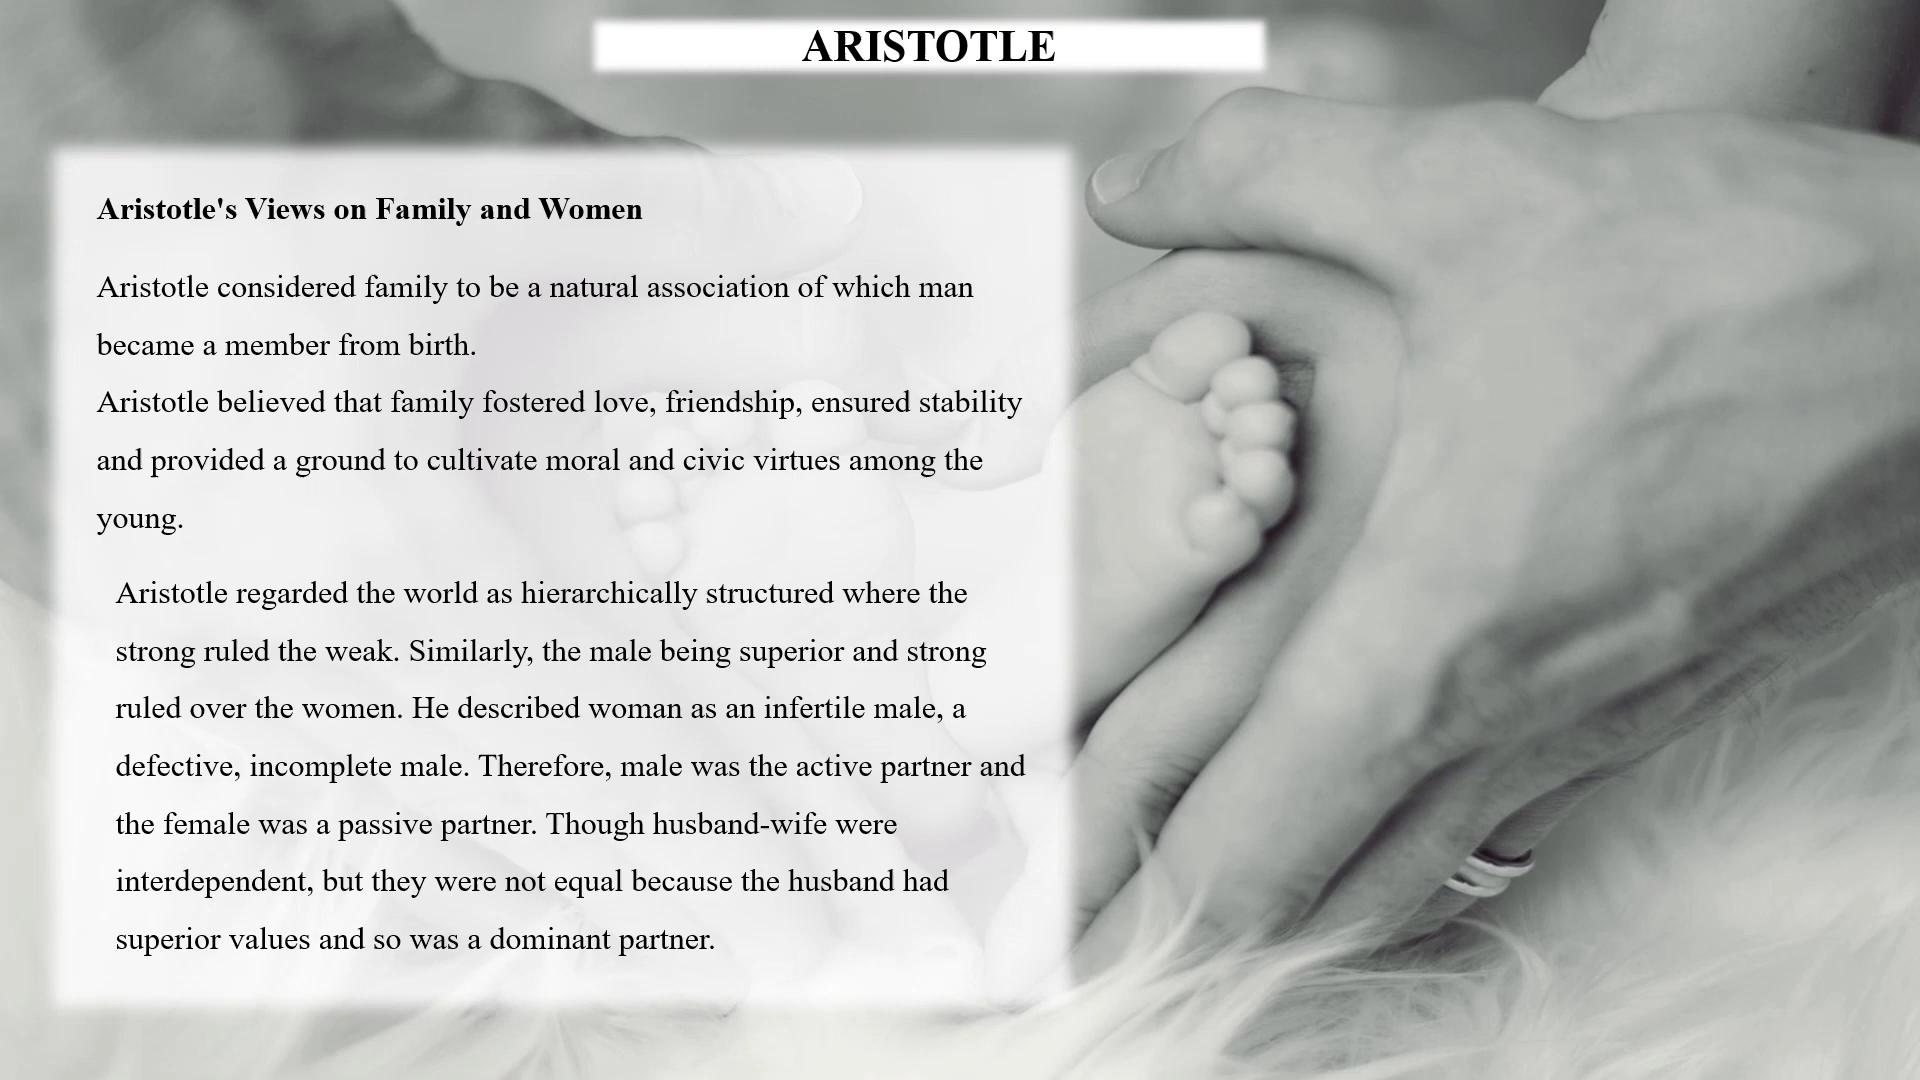 ARISTOTLE
Aristotle's Views on Family and Women
Aristotle considered family to be a natural association of which man
became a member from birth.
Aristotle believed that family fostered love, friendship, ensured stability
and provided a ground to cultivate moral and civic virtues among the
young.
Aristotle regarded the world as hierarchically structured where the
strong ruled the weak. Similarly, the male being superior and strong
ruled over the women. He described woman as an infertile male, a
defective, incomplete male. Therefore, male was the active partner and
the female was a passive partner. Though husband-wife were
interdependent, but they were not equal because the husband had
superior values and so was a dominant partner.